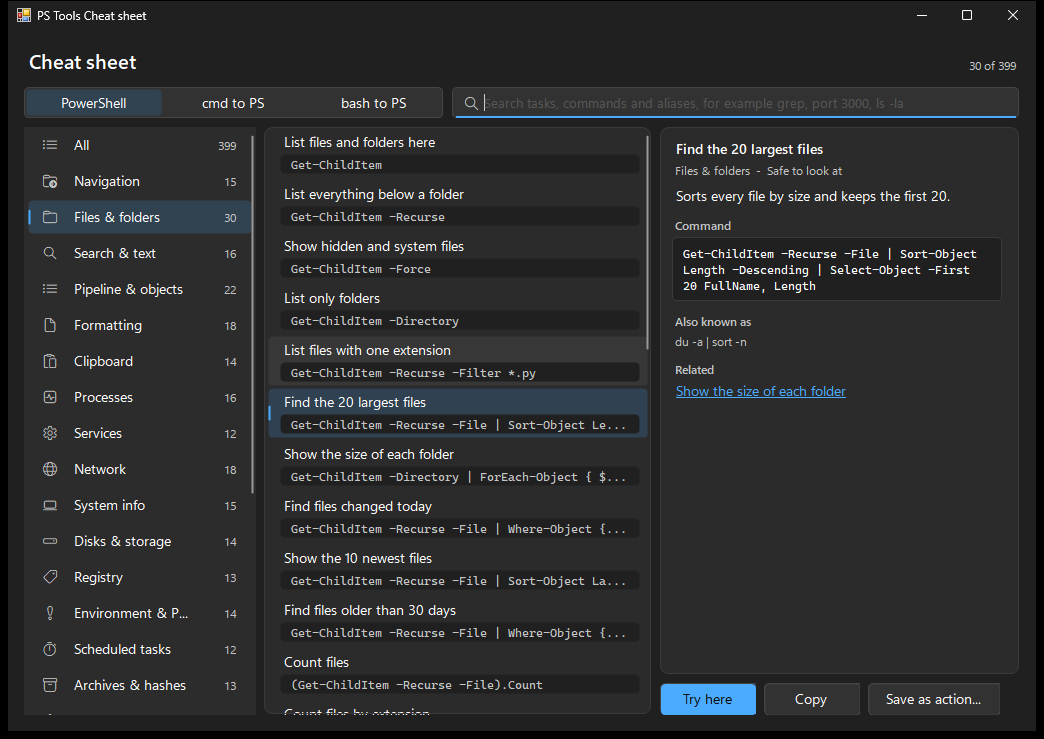 PS Tools Cheat sheet
Cheat sheet
30 of 399
PowerShell
cmd to PS
bash to PS
Search tasks, commands and aliases, for example grep, port 3000, ls -la
All 399
Navigation 15
Files & folders 30
Search & text 16
Pipeline & objects 22
Formatting 18
Clipboard 14
Processes 16
Services 12
Network 18
System info 15
Disks & storage 14
Registry 13
Environment & P... 14
Scheduled tasks 12
Archives & hashes 13
List files and folders here
Get-ChildItem
List everything below a folder
Get-ChildItem -Recurse
Show hidden and system files
Get-ChildItem -Force
List only folders
Get-ChildItem -Directory
List files with one extension
Get-ChildItem -Recurse -Filter *.py
Find the 20 largest files
Get-ChildItem -Recurse -File | Sort-Object Le...
Show the size of each folder
Get-ChildItem -Directory | ForEach-Object { $...
Find files changed today
Get-ChildItem -Recurse -File | Where-Object {...
Show the 10 newest files
Get-ChildItem -Recurse -File | Sort-Object La...
Find files older than 30 days
Get-ChildItem -Recurse -File | Where-Object {...
Count files
(Get-ChildItem -Recurse -File).Count
Count files by extension
Find the 20 largest files
Files & folders - Safe to look at
Sorts every file by size and keeps the first 20.
Command
Get-ChildItem -Recurse -File | Sort-Object
Length -Descending | Select-Object -First
20 FullName, Length
Also known as
du -a | sort -n
Related
Show the size of each folder
Try here
Copy
Save as action...